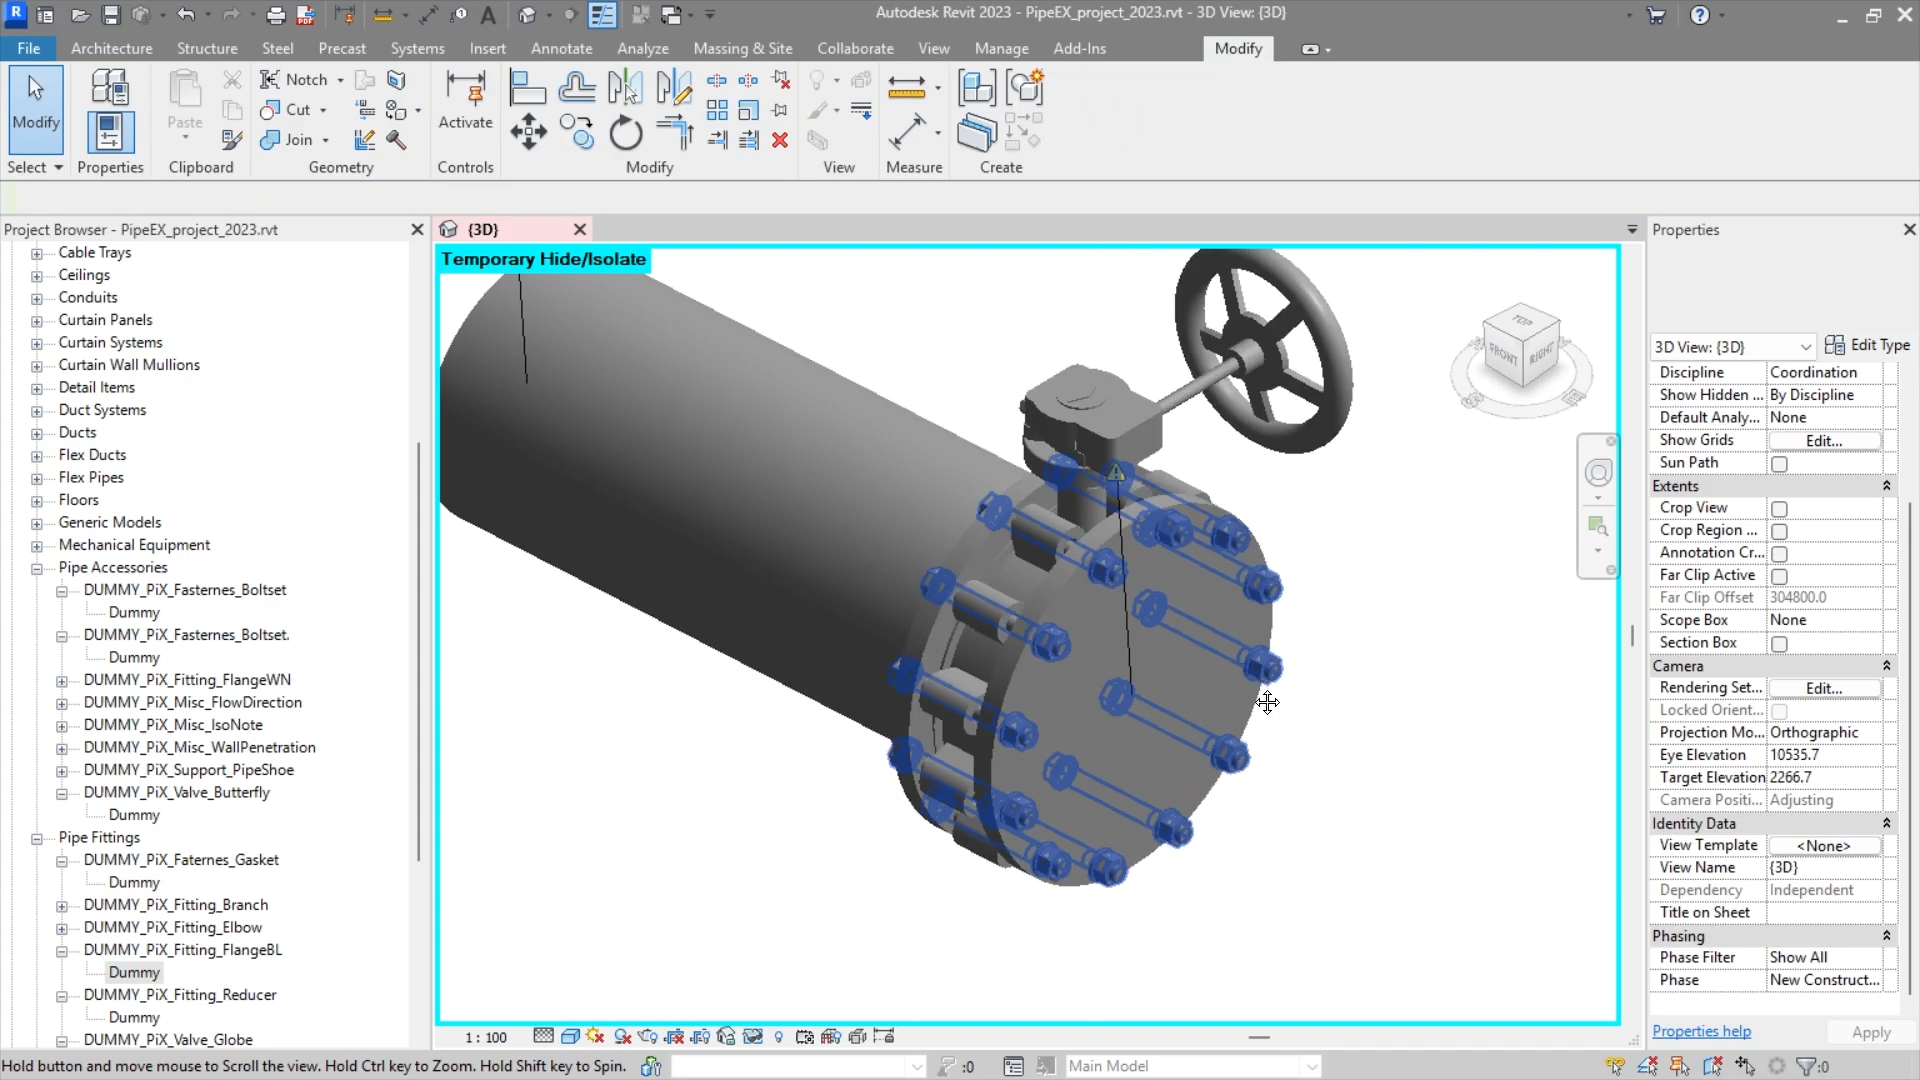 Autodesk Revit 2023 - PipeEX_project_2023.rvt - 3D View: {3D}
File Architecture Structure Steel Precast Systems Insert Annotate Analyze Massing & Site Collaborate View Manage Add-Ins Modify
Modify
Paste
Notch
Cut
Join
Activate
Select Properties Clipboard Geometry Controls Modify View Measure Create
Project Browser - PipeEX_project_2023.rvt
Cable Trays
Ceilings
Conduits
Curtain Panels
Curtain Systems
Curtain Wall Mullions
Detail Items
Duct Systems
Ducts
Flex Ducts
Flex Pipes
Floors
Generic Models
Mechanical Equipment
Pipe Accessories
DUMMY_PiX_Fasternes_Boltset
Dummy
DUMMY_PiX_Fasternes_Boltset.
Dummy
DUMMY_PiX_Fitting_FlangeWN
DUMMY_PiX_Misc_FlowDirection
DUMMY_PiX_Misc_IsoNote
DUMMY_PiX_Misc_WallPenetration
DUMMY_PiX_Support_PipeShoe
DUMMY_PiX_Valve_Butterfly
Dummy
Pipe Fittings
DUMMY_PiX_Faternes_Gasket
Dummy
DUMMY_PiX_Fitting_Branch
DUMMY_PiX_Fitting_Elbow
DUMMY_PiX_Fitting_FlangeBL
Dummy
DUMMY_PiX_Fitting_Reducer
Dummy
DUMMY_PiX_Valve_Globe
{3D}
Temporary Hide/Isolate
TOP
FRONT
RIGHT
1 : 100
Properties
3D View: {3D} Edit Type
Discipline Coordination
Show Hidden ... By Discipline
Default Analy... None
Show Grids Edit...
Sun Path
Extents
Crop View
Crop Region ...
Annotation Cr...
Far Clip Active
Far Clip Offset 304800.0
Scope Box None
Section Box
Camera
Rendering Set... Edit...
Locked Orient...
Projection Mo... Orthographic
Eye Elevation 10535.7
Target Elevation 2266.7
Camera Positi... Adjusting
Identity Data
View Template <None>
View Name {3D}
Dependency Independent
Title on Sheet
Phasing
Phase Filter Show All
Phase New Construct...
Properties help Apply
Hold button and move mouse to Scroll the view. Hold Ctrl key to Zoom. Hold Shift key to Spin. :0 Main Model :0